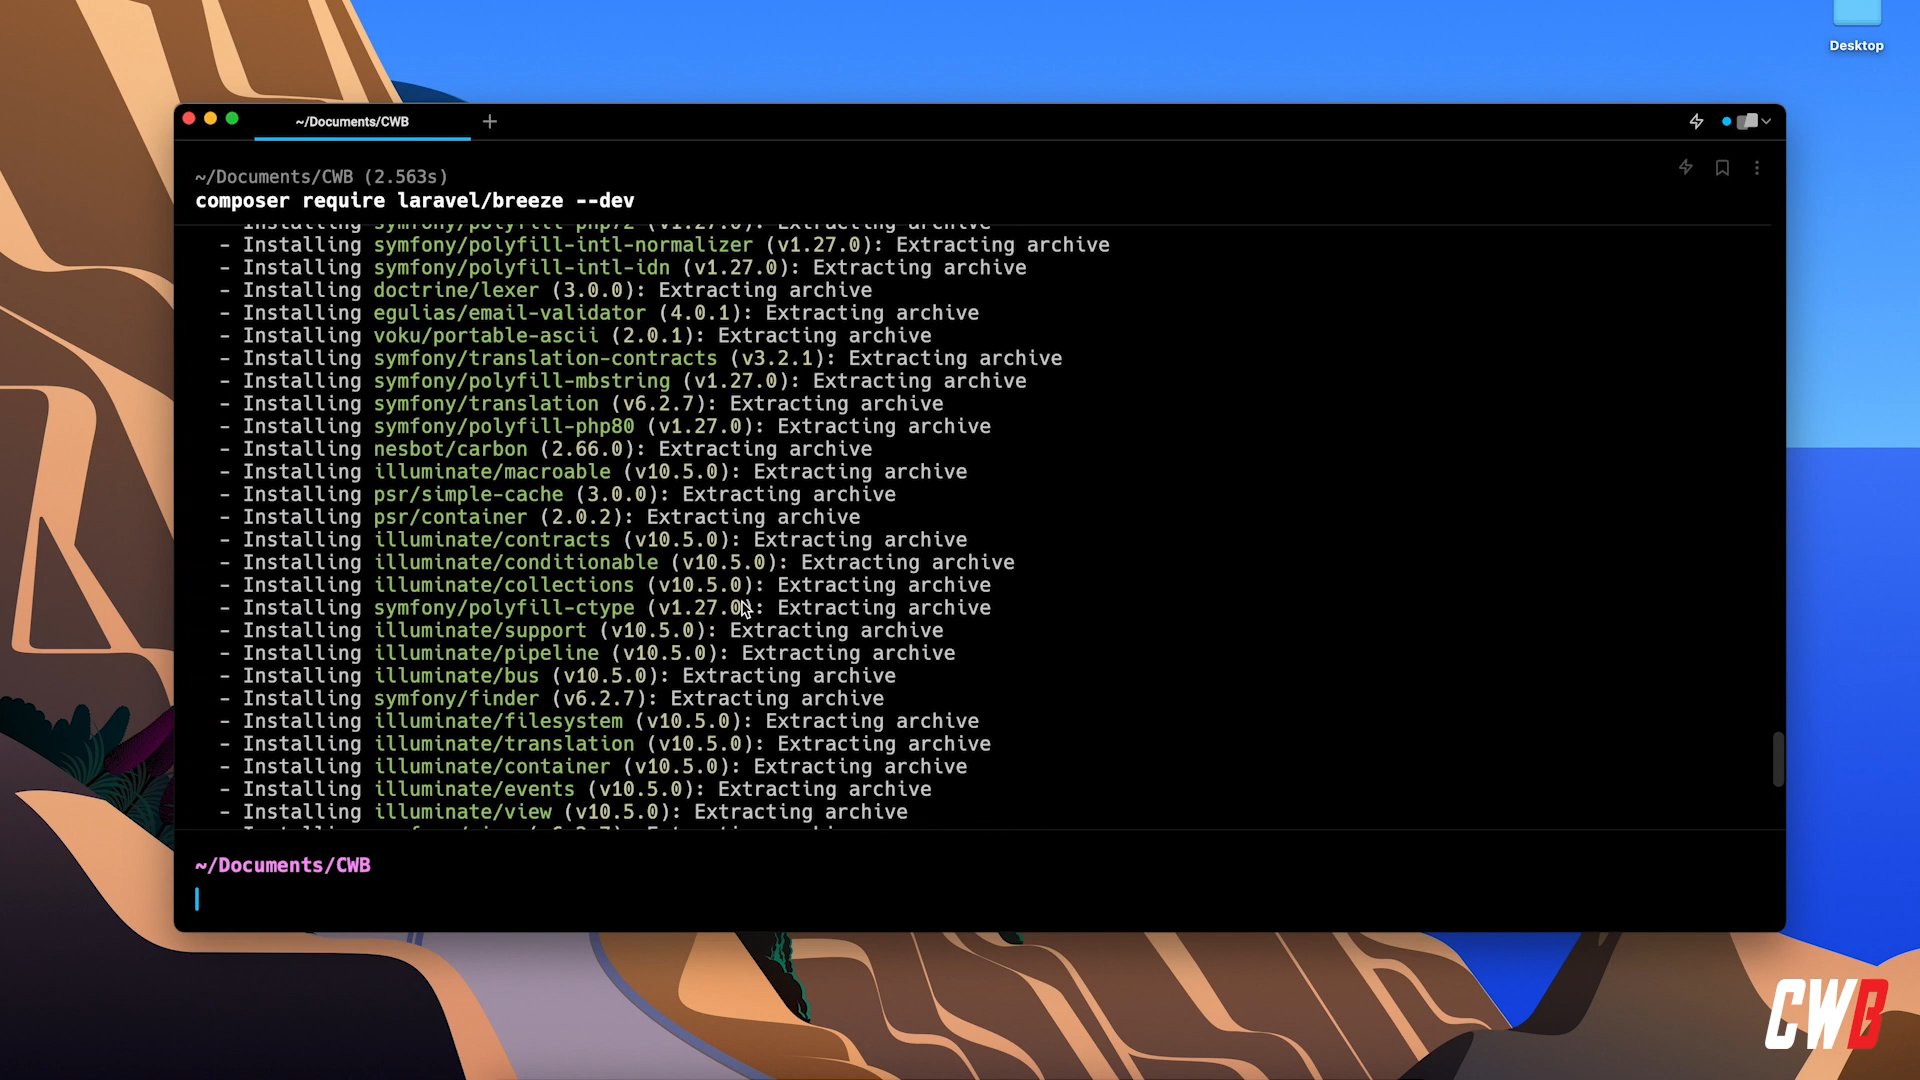 Desktop
~/Documents/CWB
~/Documents/CWB (2.563s)
composer require laravel/breeze --dev
- Installing symfony/polyfill-php72 (v1.27.0): Extracting archive
- Installing symfony/polyfill-intl-normalizer (v1.27.0): Extracting archive
- Installing symfony/polyfill-intl-idn (v1.27.0): Extracting archive
- Installing doctrine/lexer (3.0.0): Extracting archive
- Installing egulias/email-validator (4.0.1): Extracting archive
- Installing voku/portable-ascii (2.0.1): Extracting archive
- Installing symfony/translation-contracts (v3.2.1): Extracting archive
- Installing symfony/polyfill-mbstring (v1.27.0): Extracting archive
- Installing symfony/translation (v6.2.7): Extracting archive
- Installing symfony/polyfill-php80 (v1.27.0): Extracting archive
- Installing nesbot/carbon (2.66.0): Extracting archive
- Installing illuminate/macroable (v10.5.0): Extracting archive
- Installing psr/simple-cache (3.0.0): Extracting archive
- Installing psr/container (2.0.2): Extracting archive
- Installing illuminate/contracts (v10.5.0): Extracting archive
- Installing illuminate/conditionable (v10.5.0): Extracting archive
- Installing illuminate/collections (v10.5.0): Extracting archive
- Installing symfony/polyfill-ctype (v1.27.0): Extracting archive
- Installing illuminate/support (v10.5.0): Extracting archive
- Installing illuminate/pipeline (v10.5.0): Extracting archive
- Installing illuminate/bus (v10.5.0): Extracting archive
- Installing symfony/finder (v6.2.7): Extracting archive
- Installing illuminate/filesystem (v10.5.0): Extracting archive
- Installing illuminate/translation (v10.5.0): Extracting archive
- Installing illuminate/container (v10.5.0): Extracting archive
- Installing illuminate/events (v10.5.0): Extracting archive
- Installing illuminate/view (v10.5.0): Extracting archive
~/Documents/CWB
CWB